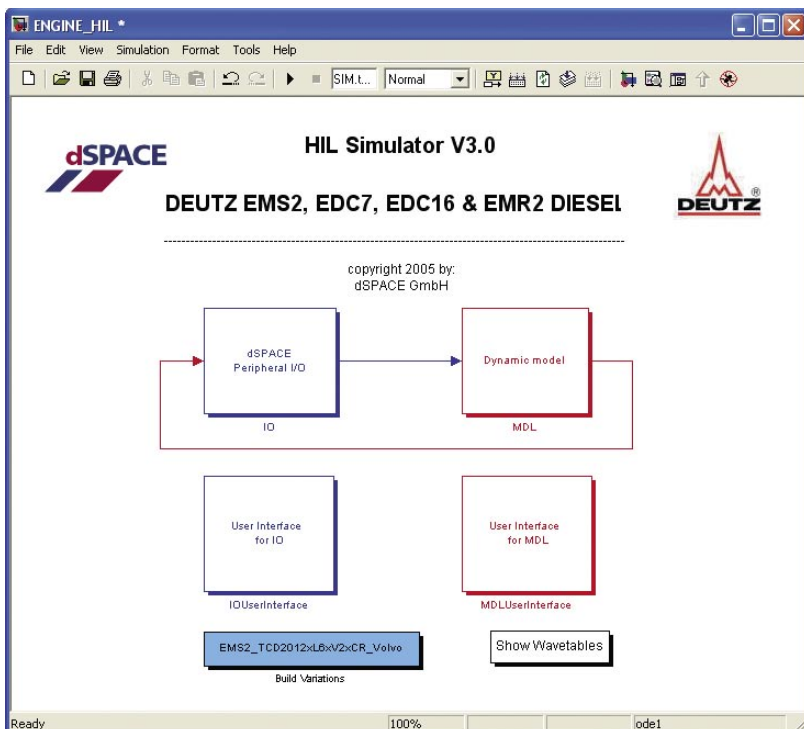 ENGINE_HIL *
File Edit View Simulation Format Tools Help
SIM.t... Normal
dSPACE
HIL Simulator V3.0
DEUTZ EMS2, EDC7, EDC16 & EMR2 DIESEL
DEUTZ ®
copyright 2005 by:
dSPACE GmbH
dSPACE
Peripheral I/O
IO
Dynamic model
MDL
User Interface
for IO
IOUserInterface
User Interface
for MDL
MDLUserInterface
EMS2_TCD2012xL6xV2xCR_Volvo
Build Variations
Show Wavetables
Ready 100% ode1